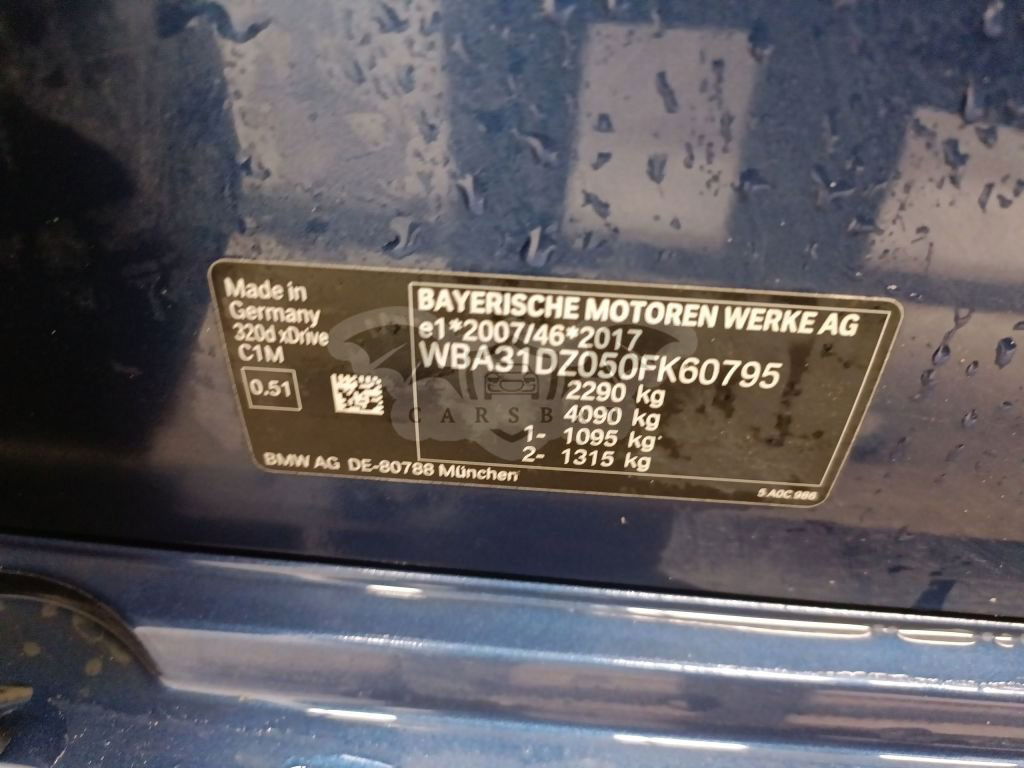 Made in
Germany
320d xDrive
C1M
0.51
BMW AG DE-80788 München
BAYERISCHE MOTOREN WERKE AG
e1*2007/46*2017
WBA31DZ050FK60795
2290 kg
4090 kg
1- 1095 kg
2- 1315 kg
5 A0C 986
CARSB